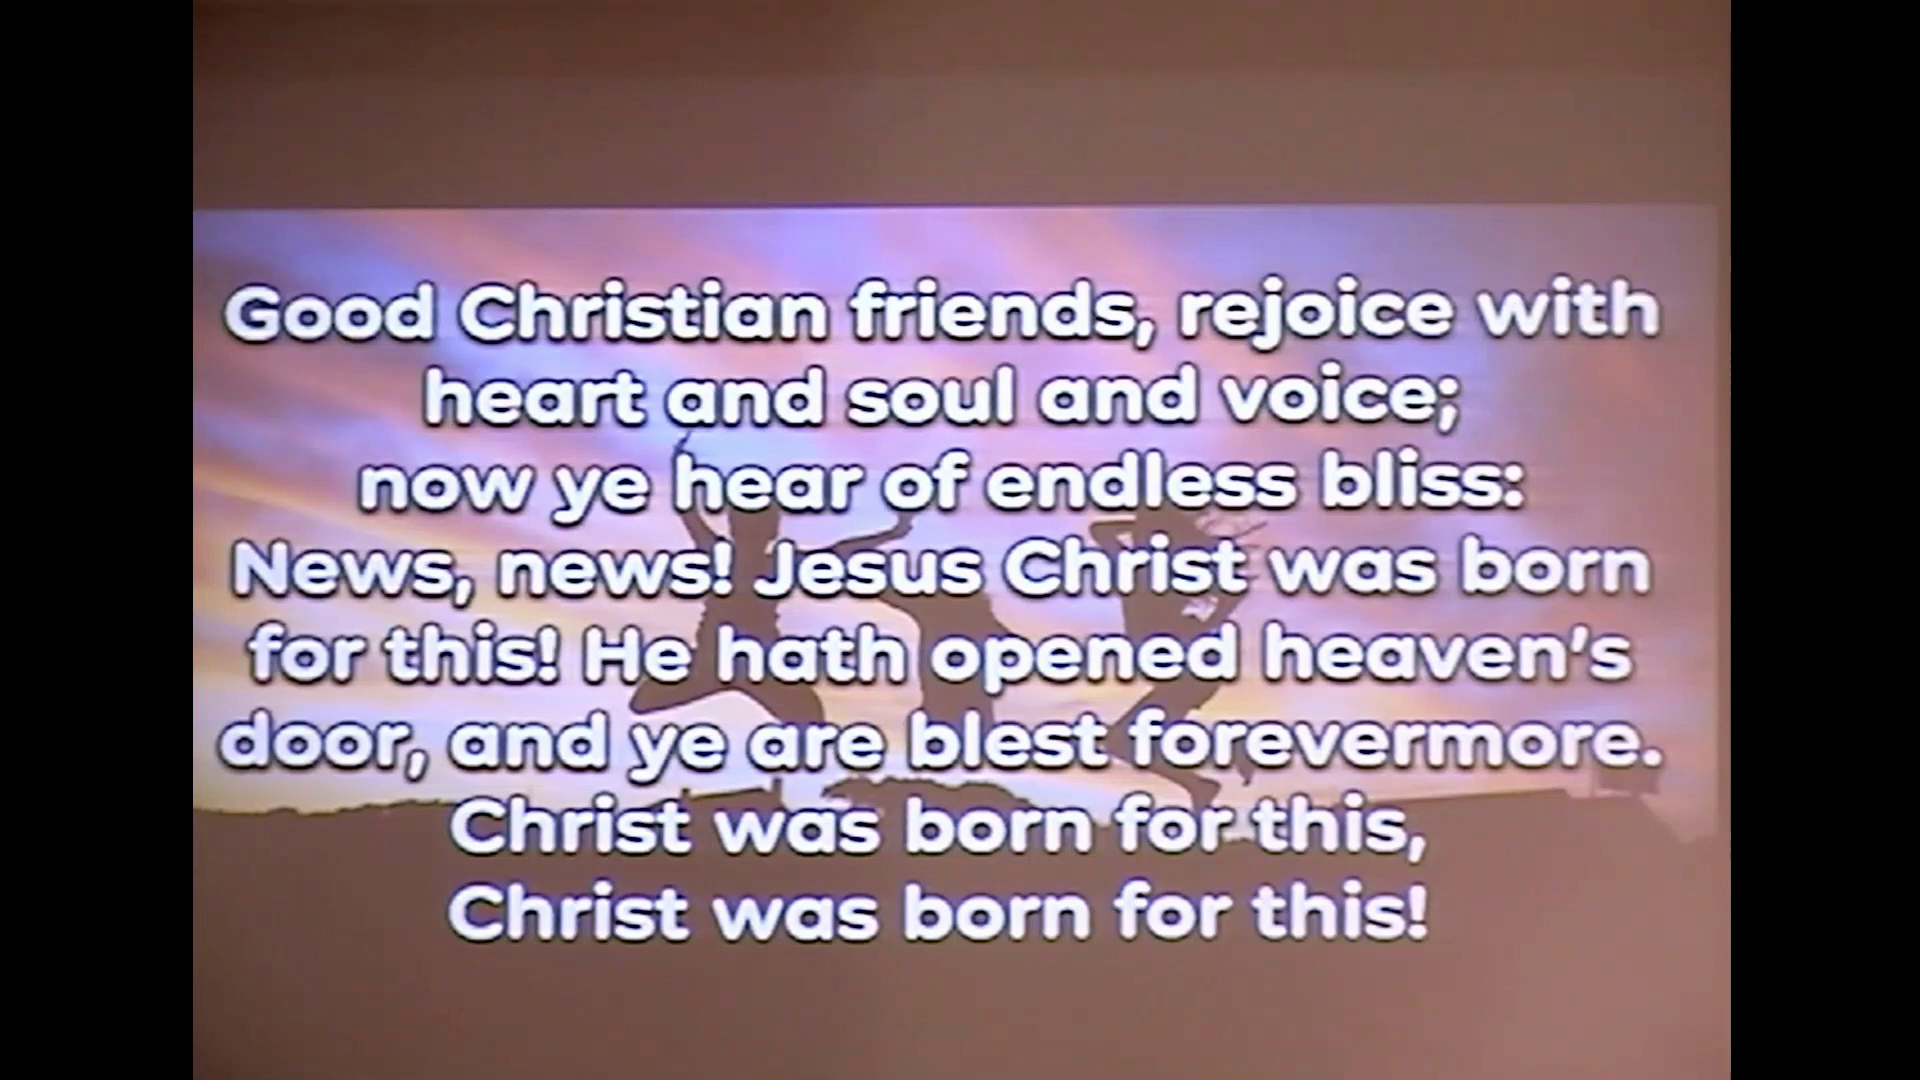 Good Christian friends, rejoice with
heart and soul and voice;
now ye hear of endless bliss:
News, news! Jesus Christ was born
for this! He hath opened heaven's
door, and ye are blest forevermore.
Christ was born for this,
Christ was born for this!